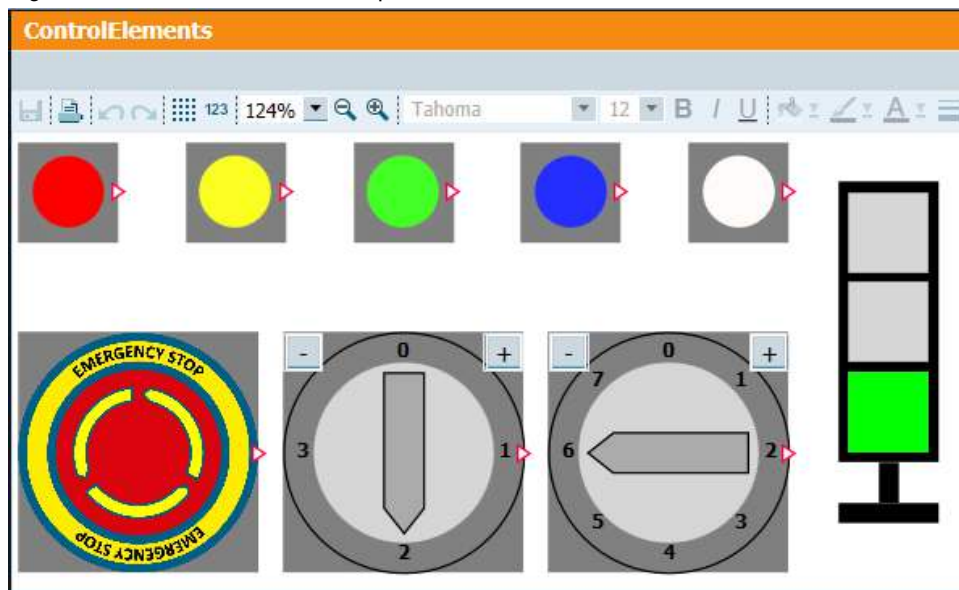 ControlElements
123 124% Tahoma 12 B I U A
EMERGENCY STOP
EMERGENCY STOP
- 0 +
3 1
2
- 0 +
7 1
6 2
5 3
4